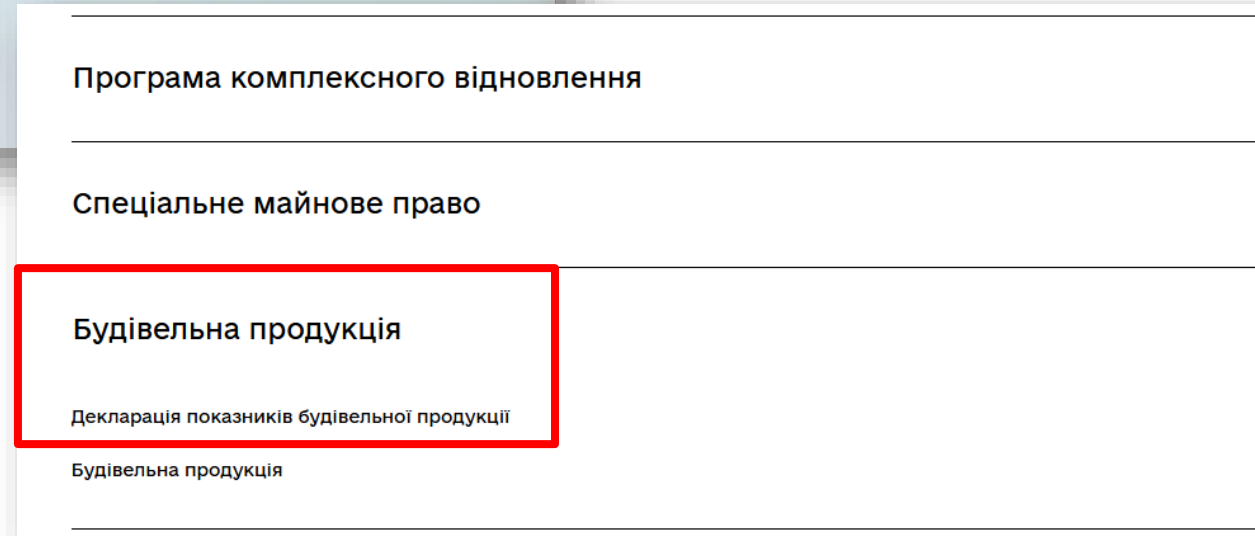 Програма комплексного відновлення
Спеціальне майнове право
Будівельна продукція
Декларація показників будівельної продукції
Будівельна продукція